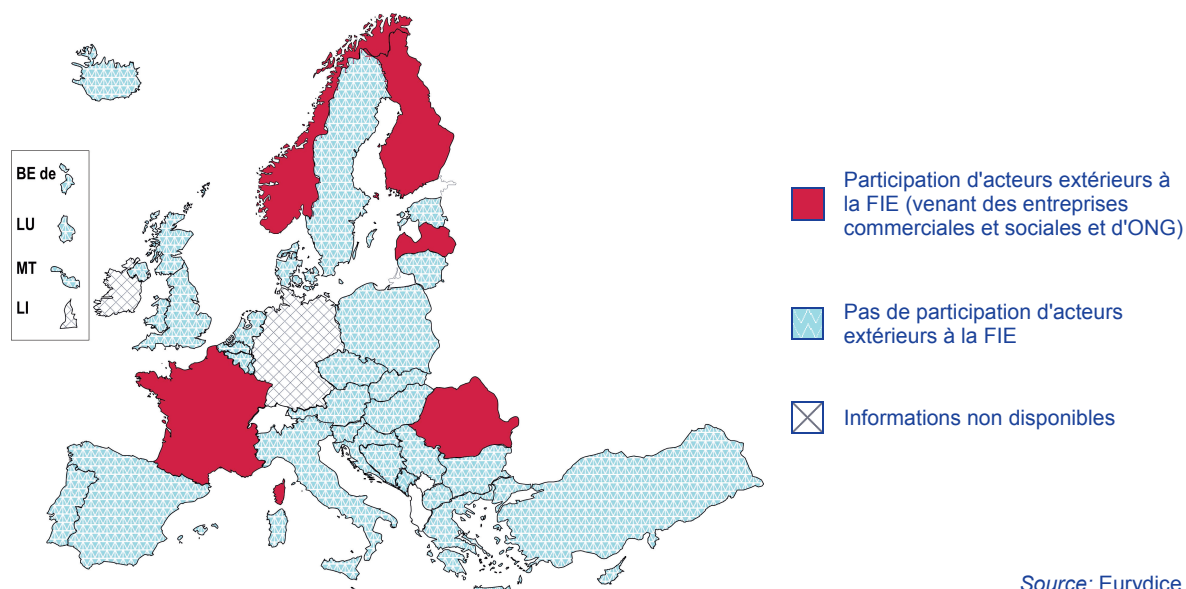 BE de
LU
MT
LI
Participation d'acteurs extérieurs à
la FIE (venant des entreprises
commerciales et sociales et d'ONG)
Pas de participation d'acteurs
extérieurs à la FIE
Informations non disponibles
Source: Eurydice